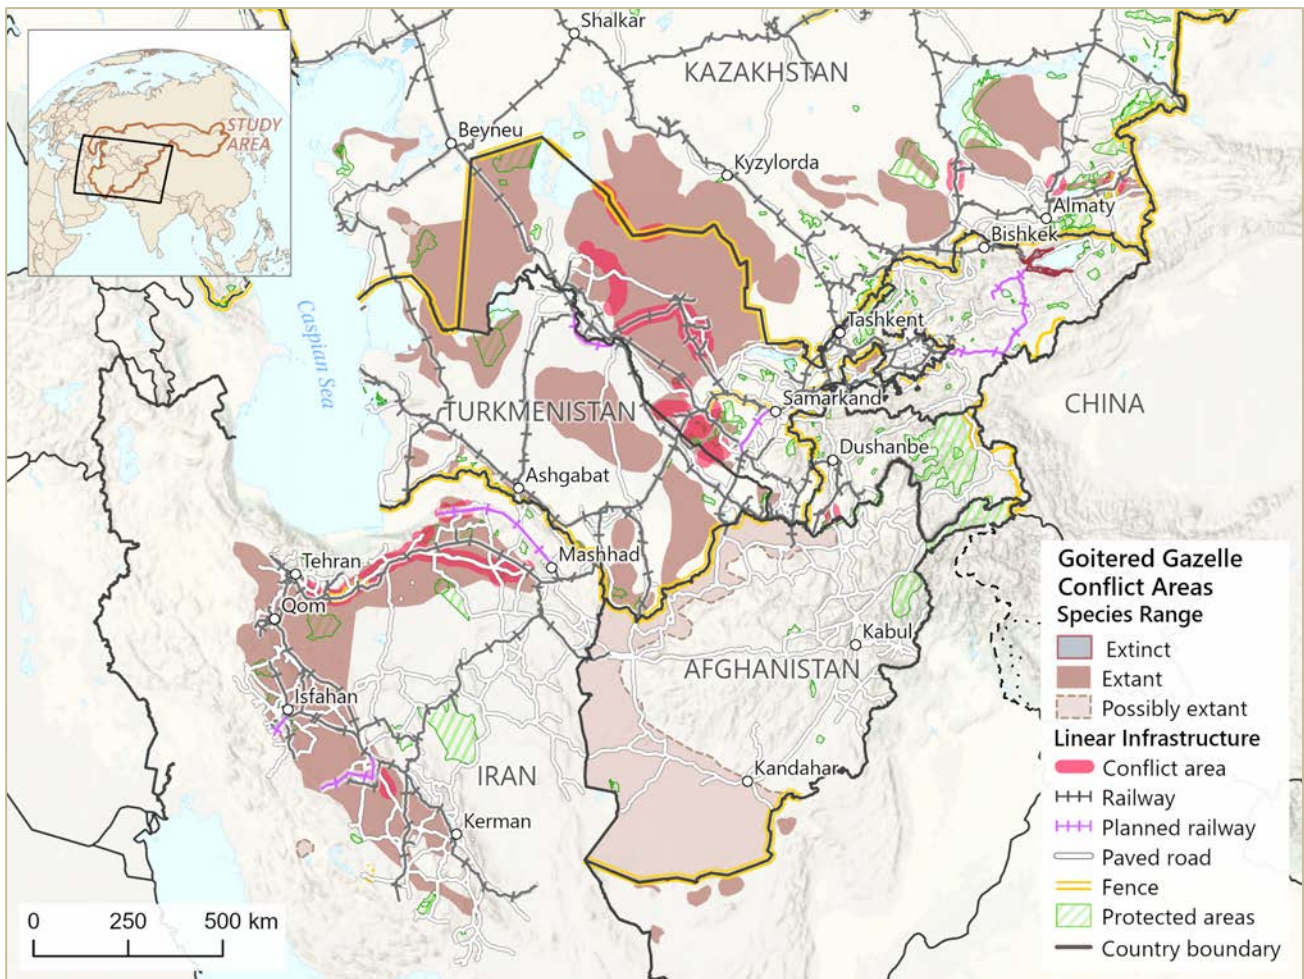 Shalkar
KAZAKHSTAN
STUDY
AREA
Beyneu
Kyzylorda
Almaty
Bishkek
Caspian Sea
Tashkent
TURKMENISTAN
Samarkand
CHINA
Dushanbe
Ashgabat
Mashhad
Tehran
Qom
Kabul
AFGHANISTAN
Isfahan
IRAN
Kandahar
Kerman
Goitered Gazelle
Conflict Areas
Species Range
Extinct
Extant
Possibly extant
Linear Infrastructure
Conflict area
Railway
Planned railway
Paved road
Fence
Protected areas
Country boundary
0 250 500 km